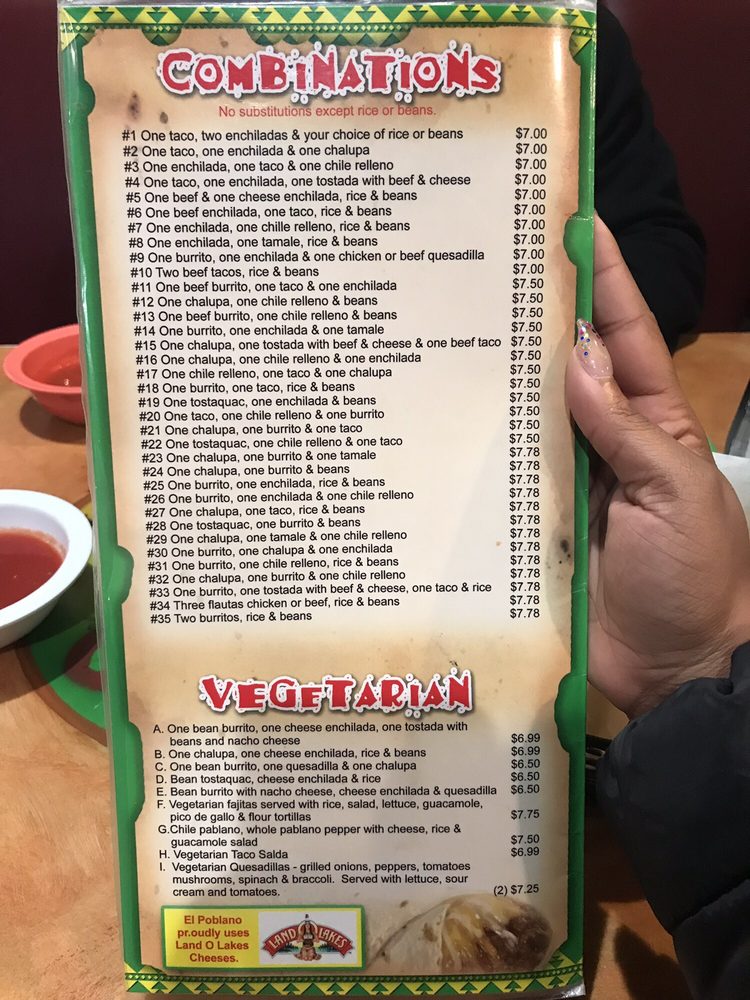 COMBINATIONS
No substitutions except rice or beans.
#1 One taco, two enchiladas & your choice of rice or beans $7.00
#2 One taco, one enchilada & one chalupa $7.00
#3 One enchilada, one taco & one chile relleno $7.00
#4 One taco, one enchilada, one tostada with beef & cheese $7.00
#5 One beef & one cheese enchilada, rice & beans $7.00
#6 One beef enchilada, one taco, rice & beans $7.00
#7 One enchilada, one chille relleno, rice & beans $7.00
#8 One enchilada, one tamale, rice & beans $7.00
#9 One burrito, one enchilada & one chicken or beef quesadilla $7.00
#10 Two beef tacos, rice & beans $7.00
#11 One beef burrito, one taco & one enchilada $7.50
#12 One chalupa, one chile relleno & beans $7.50
#13 One beef burrito, one chile relleno & beans $7.50
#14 One burrito, one enchilada & one tamale $7.50
#15 One chalupa, one tostada with beef & cheese & one beef taco $7.50
#16 One chalupa, one chile relleno & one enchilada $7.50
#17 One chile relleno, one taco & one chalupa $7.50
#18 One burrito, one taco, rice & beans $7.50
#19 One tostaquac, one enchilada & beans $7.50
#20 One taco, one chile relleno & one burrito $7.50
#21 One chalupa, one burrito & one taco $7.50
#22 One tostaquac, one chile relleno & one taco $7.50
#23 One chalupa, one burrito & one tamale $7.78
#24 One chalupa, one burrito & beans $7.78
#25 One burrito, one enchilada, rice & beans $7.78
#26 One burrito, one enchilada & one chile relleno $7.78
#27 One chalupa, one taco, rice & beans $7.78
#28 One tostaquac, one burrito & beans $7.78
#29 One chalupa, one tamale & one chile relleno $7.78
#30 One burrito, one chalupa & one enchilada $7.78
#31 One burrito, one chile relleno, rice & beans $7.78
#32 One chalupa, one burrito & one chile relleno $7.78
#33 One burrito, one tostada with beef & cheese, one taco & rice $7.78
#34 Three flautas chicken or beef, rice & beans $7.78
#35 Two burritos, rice & beans $7.78
VEGETARIAN
A. One bean burrito, one cheese enchilada, one tostada with
beans and nacho cheese $6.99
B. One chalupa, one cheese enchilada, rice & beans $6.99
C. One bean burrito, one quesadilla & one chalupa $6.50
D. Bean tostaquac, cheese enchilada & rice $6.50
E. Bean burrito with nacho cheese, cheese enchilada & quesadilla $6.50
F. Vegetarian fajitas served with rice, salad, lettuce, guacamole,
pico de gallo & flour tortillas $7.75
G.Chile pablano, whole pablano pepper with cheese, rice &
guacamole salad $7.50
H. Vegetarian Taco Salda $6.99
I. Vegetarian Quesadillas - grilled onions, peppers, tomatoes
mushrooms, spinach & braccoli. Served with lettuce, sour
cream and tomatoes. (2) $7.25
El Poblano
pr.oudly uses
Land O Lakes
Cheeses.
LAND O LAKES